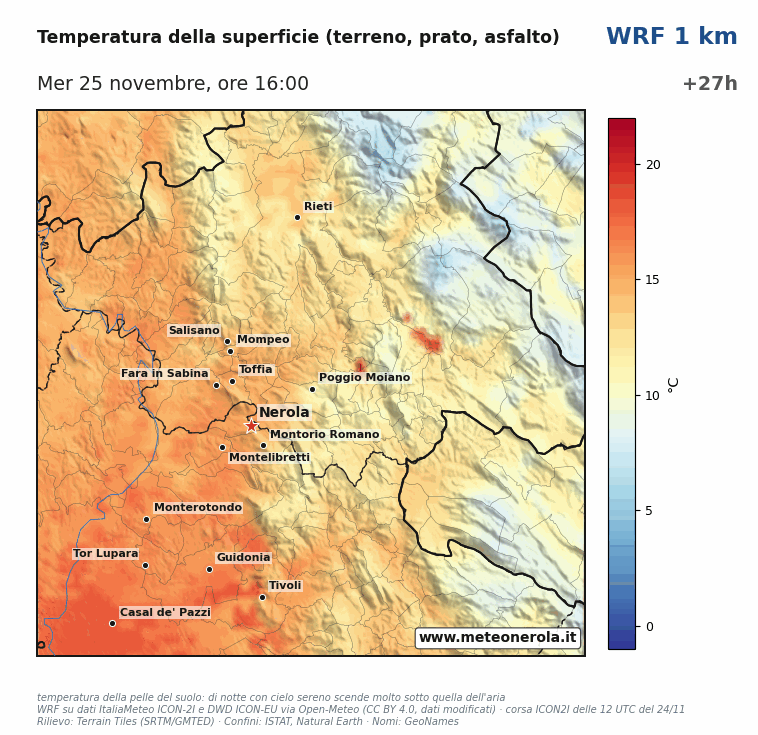 Temperatura della superficie (terreno, prato, asfalto)
WRF 1 km
Mer 25 novembre, ore 16:00
+27h
Rieti
Salisano
Mompeo
Toffia
Fara in Sabina
Poggio Moiano
Nerola
Montorio Romano
Montelibretti
Monterotondo
Tor Lupara
Guidonia
Tivoli
Casal de' Pazzi
www.meteonerola.it
20
15
10
5
0
°C
temperatura della pelle del suolo: di notte con cielo sereno scende molto sotto quella dell'aria
WRF su dati ItaliaMeteo ICON-2I e DWD ICON-EU via Open-Meteo (CC BY 4.0, dati modificati) · corsa ICON2I delle 12 UTC del 24/11
Rilievo: Terrain Tiles (SRTM/GMTED) · Confini: ISTAT, Natural Earth · Nomi: GeoNames